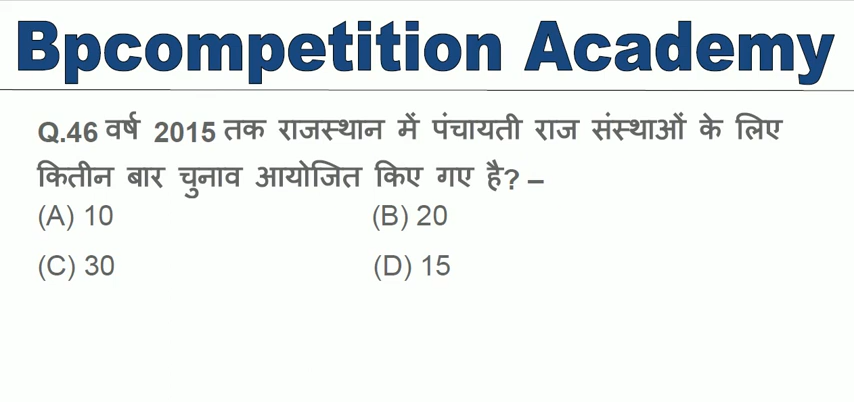 Bpcompetition Academy
Q.46 वर्ष 2015 तक राजस्थान में पंचायती राज संस्थाओं के लिए
कितीन बार चुनाव आयोजित किए गए है? –
(A) 10 (B) 20
(C) 30 (D) 15